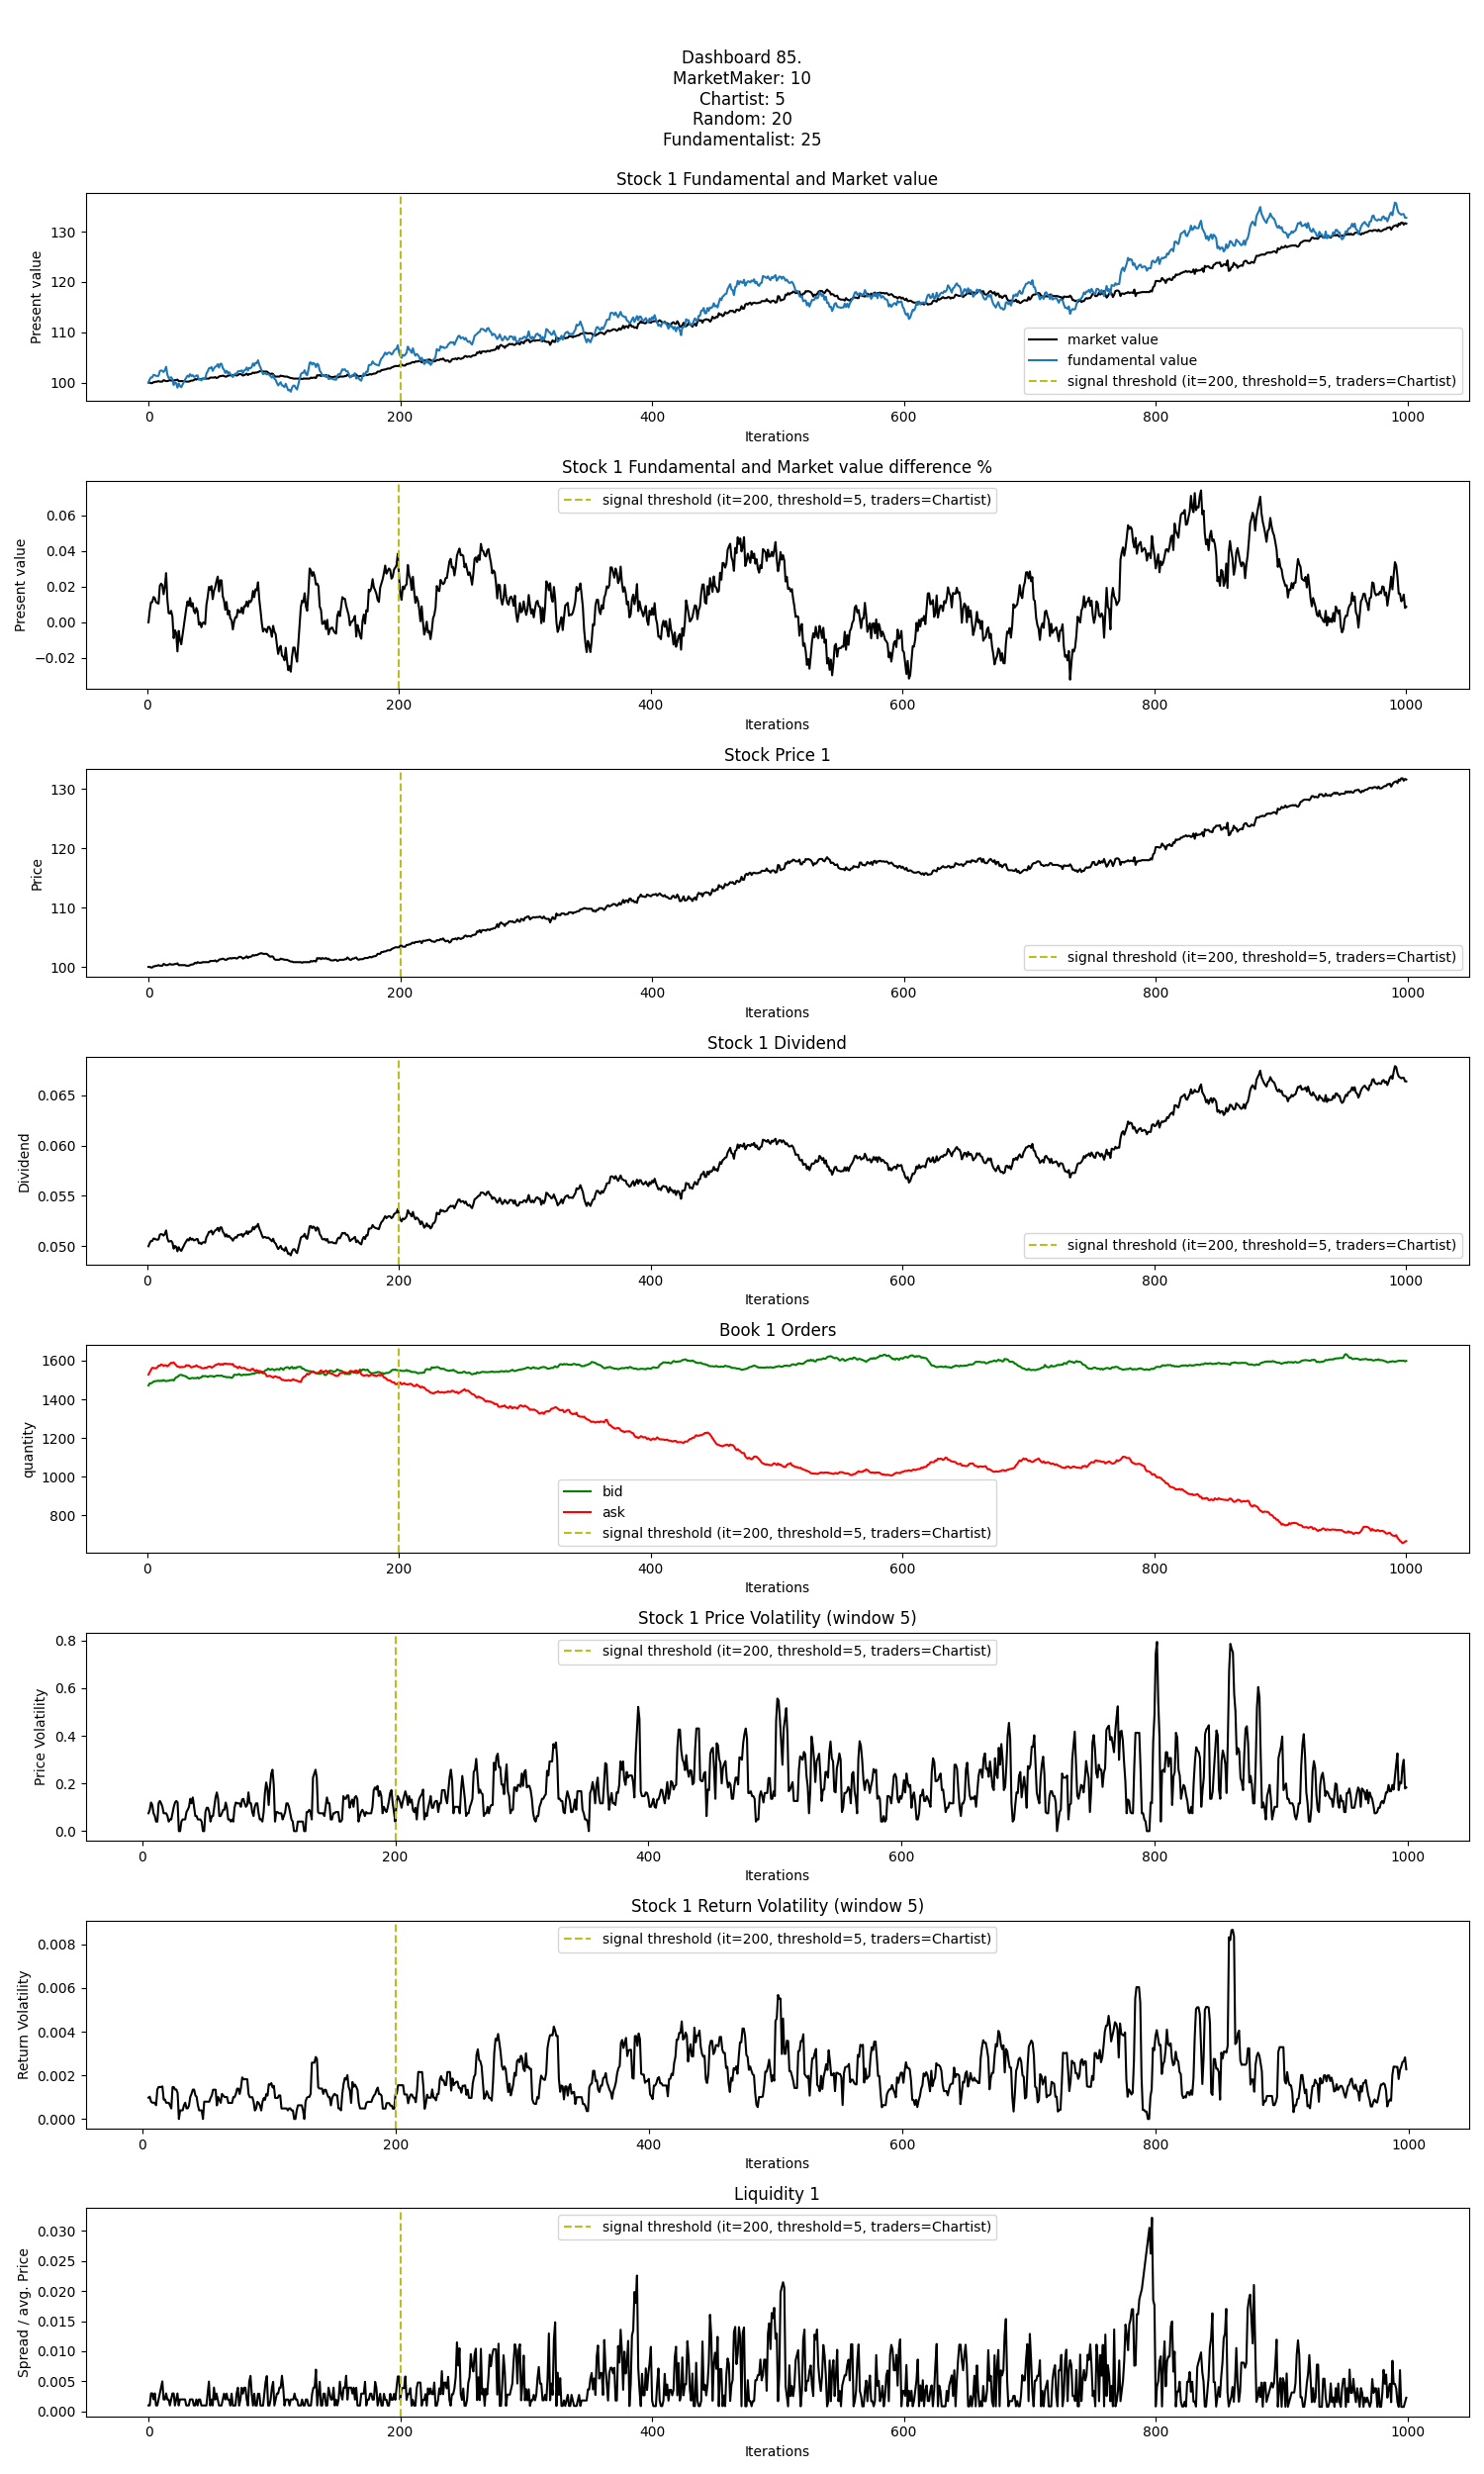 Dashboard 85.
MarketMaker: 10
Chartist: 5
Random: 20
Fundamentalist: 25
Stock 1 Fundamental and Market value
Present value
130
120
110
100
market value
fundamental value
signal threshold (it=200, threshold=5, traders=Chartist)
0 200 400 600 800 1000
Iterations
Stock 1 Fundamental and Market value difference %
Present value
0.06
0.04
0.02
0.00
−0.02
signal threshold (it=200, threshold=5, traders=Chartist)
0 200 400 600 800 1000
Iterations
Stock Price 1
Price
130
120
110
100
signal threshold (it=200, threshold=5, traders=Chartist)
0 200 400 600 800 1000
Iterations
Stock 1 Dividend
Dividend
0.065
0.060
0.055
0.050
signal threshold (it=200, threshold=5, traders=Chartist)
0 200 400 600 800 1000
Iterations
Book 1 Orders
quantity
1600
1400
1200
1000
800
bid
ask
signal threshold (it=200, threshold=5, traders=Chartist)
0 200 400 600 800 1000
Iterations
Stock 1 Price Volatility (window 5)
Price Volatility
0.8
0.6
0.4
0.2
0.0
signal threshold (it=200, threshold=5, traders=Chartist)
0 200 400 600 800 1000
Iterations
Stock 1 Return Volatility (window 5)
Return Volatility
0.008
0.006
0.004
0.002
0.000
signal threshold (it=200, threshold=5, traders=Chartist)
0 200 400 600 800 1000
Iterations
Liquidity 1
Spread / avg. Price
0.030
0.025
0.020
0.015
0.010
0.005
0.000
signal threshold (it=200, threshold=5, traders=Chartist)
0 200 400 600 800 1000
Iterations